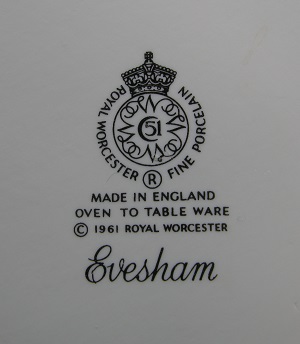 ROYAL WORCESTER FINE PORCELAIN
C 51
®
MADE IN ENGLAND
OVEN TO TABLE WARE
© 1961 ROYAL WORCESTER
Evesham